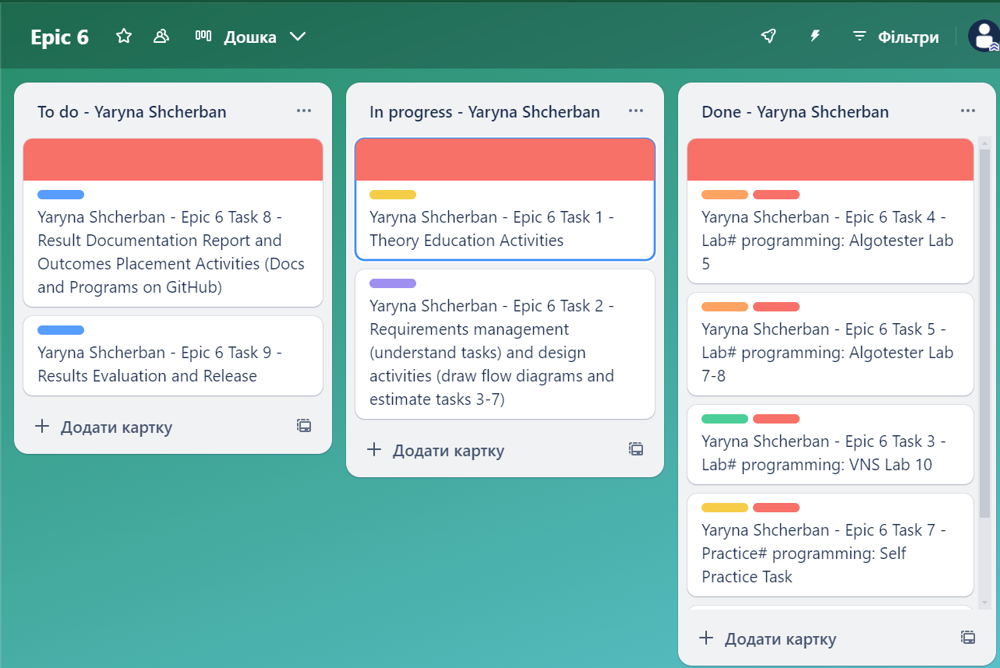 Epic 6
Дошка
Фільтри
To do - Yaryna Shcherban
Yaryna Shcherban - Epic 6 Task 8 -
Result Documentation Report and
Outcomes Placement Activities (Docs
and Programs on GitHub)
Yaryna Shcherban - Epic 6 Task 9 -
Results Evaluation and Release
Додати картку
In progress - Yaryna Shcherban
Yaryna Shcherban - Epic 6 Task 1 -
Theory Education Activities
Yaryna Shcherban - Epic 6 Task 2 -
Requirements management
(understand tasks) and design
activities (draw flow diagrams and
estimate tasks 3-7)
Додати картку
Done - Yaryna Shcherban
Yaryna Shcherban - Epic 6 Task 4 -
Lab# programming: Algotester Lab
5
Yaryna Shcherban - Epic 6 Task 5 -
Lab# programming: Algotester Lab
7-8
Yaryna Shcherban - Epic 6 Task 3 -
Lab# programming: VNS Lab 10
Yaryna Shcherban - Epic 6 Task 7 -
Practice# programming: Self
Practice Task
Додати картку